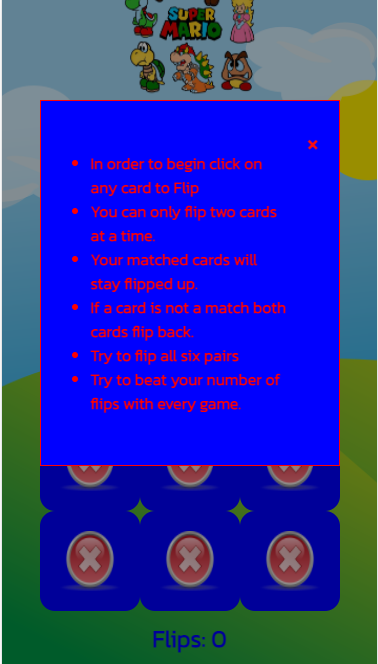 SUPER
MARIO
×
In order to begin click on
any card to Flip
You can only flip two cards
at a time.
Your matched cards will
stay flipped up.
If a card is not a match both
cards flip back.
Try to flip all six pairs
Try to beat your number of
flips with every game.
Flips: 0